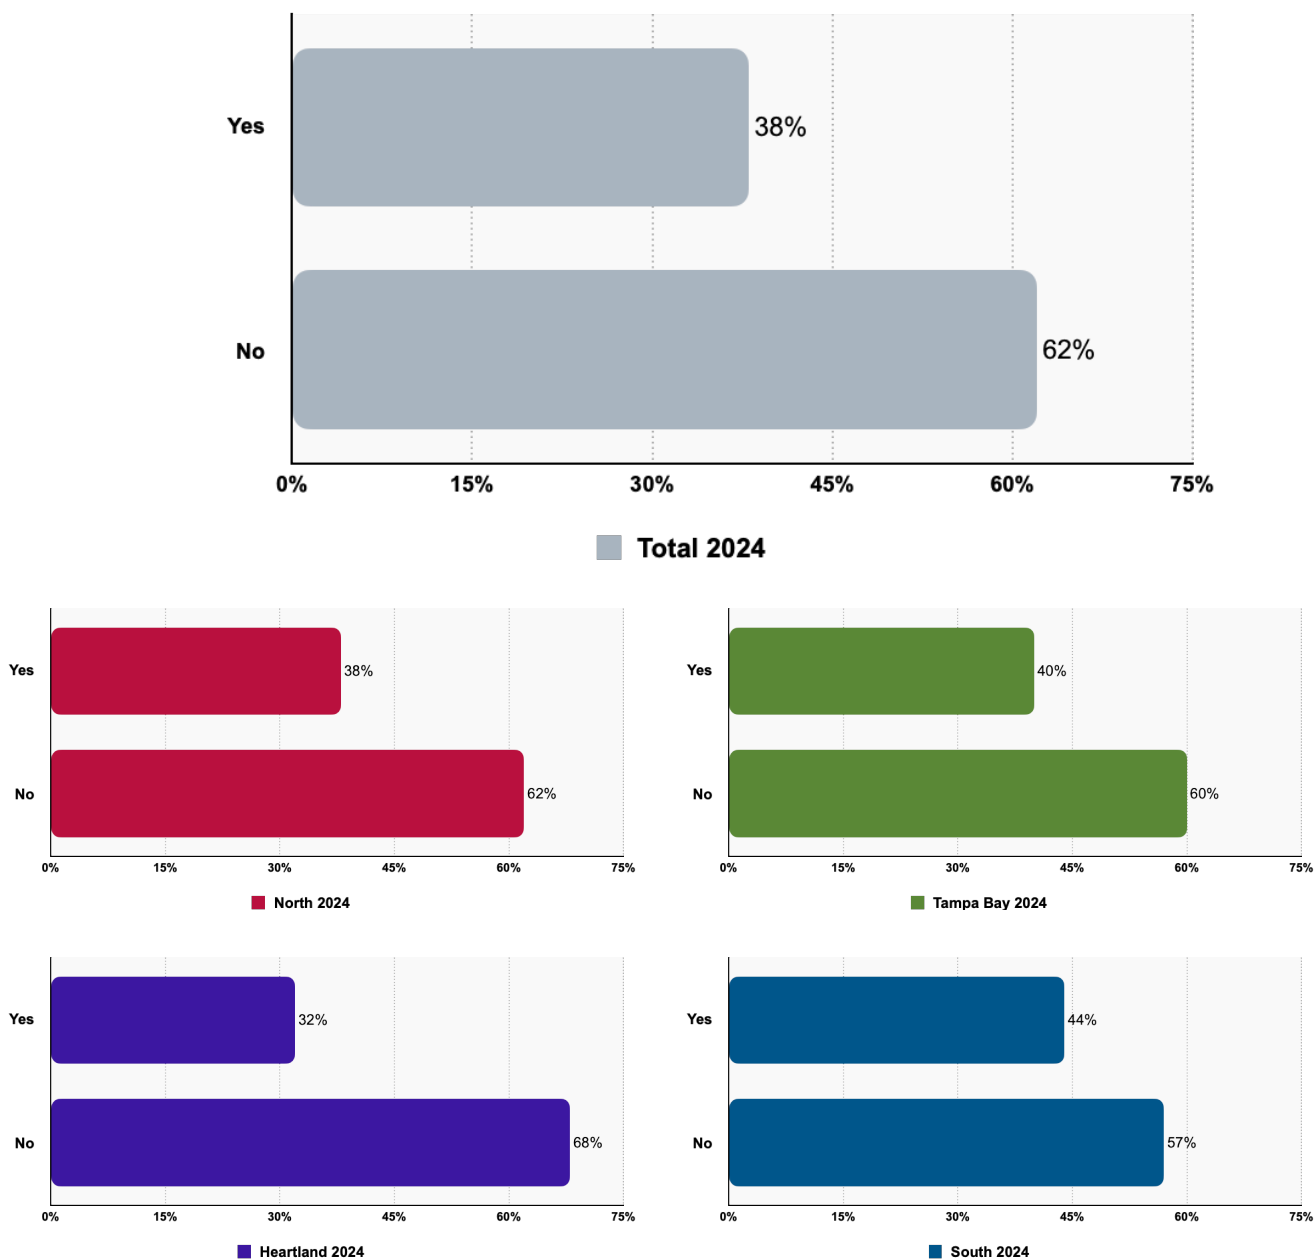 Yes 38%
No 62%
0% 15% 30% 45% 60% 75%
Total 2024
Yes 38%
No 62%
0% 15% 30% 45% 60% 75%
North 2024
Yes 40%
No 60%
0% 15% 30% 45% 60% 75%
Tampa Bay 2024
Yes 32%
No 68%
0% 15% 30% 45% 60% 75%
Heartland 2024
Yes 44%
No 57%
0% 15% 30% 45% 60% 75%
South 2024